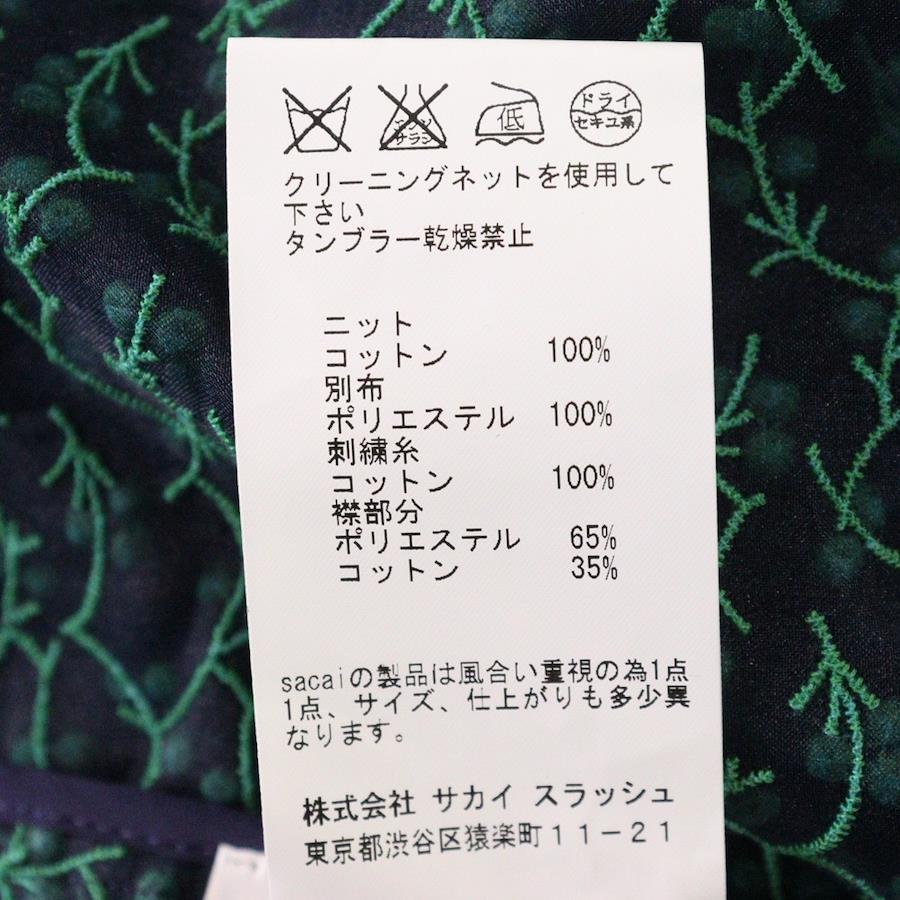 エンソ
サラシ
低
ドライ
セキユ系
クリーニングネットを使用して
下さい
タンブラー乾燥禁止
ニット
コットン 100%
別布
ポリエステル 100%
刺繍糸
コットン 100%
襟部分
ポリエステル 65%
コットン 35%
sacaiの製品は風合い重視の為1点
1点、サイズ、仕上がりも多少異
なります。
株式会社 サカイ スラッシュ
東京都渋谷区猿楽町11-21